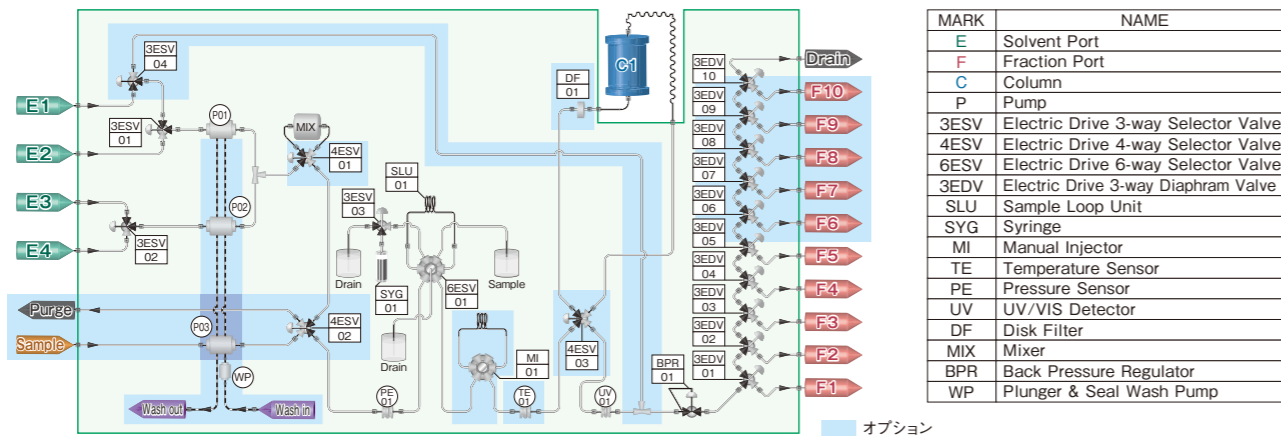 E1
E2
E3
E4
Purge
Sample
3ESV
04
3ESV
01
3ESV
02
P01
P02
P03
WP
Wash out
Wash in
MIX
4ESV
01
4ESV
02
3ESV
03
SLU
01
Drain
SYG
01
Drain
6ESV
01
Sample
PE
01
MI
01
TE
01
DF
01
C1
4ESV
03
UV
01
BPR
01
3EDV
10
3EDV
09
3EDV
08
3EDV
07
3EDV
06
3EDV
05
3EDV
04
3EDV
03
3EDV
02
3EDV
01
Drain
F10
F9
F8
F7
F6
F5
F4
F3
F2
F1
オプション
MARK NAME
E Solvent Port
F Fraction Port
C Column
P Pump
3ESV Electric Drive 3-way Selector Valve
4ESV Electric Drive 4-way Selector Valve
6ESV Electric Drive 6-way Selector Valve
3EDV Electric Drive 3-way Diaphram Valve
SLU Sample Loop Unit
SYG Syringe
MI Manual Injector
TE Temperature Sensor
PE Pressure Sensor
UV UV/VIS Detector
DF Disk Filter
MIX Mixer
BPR Back Pressure Regulator
WP Plunger & Seal Wash Pump